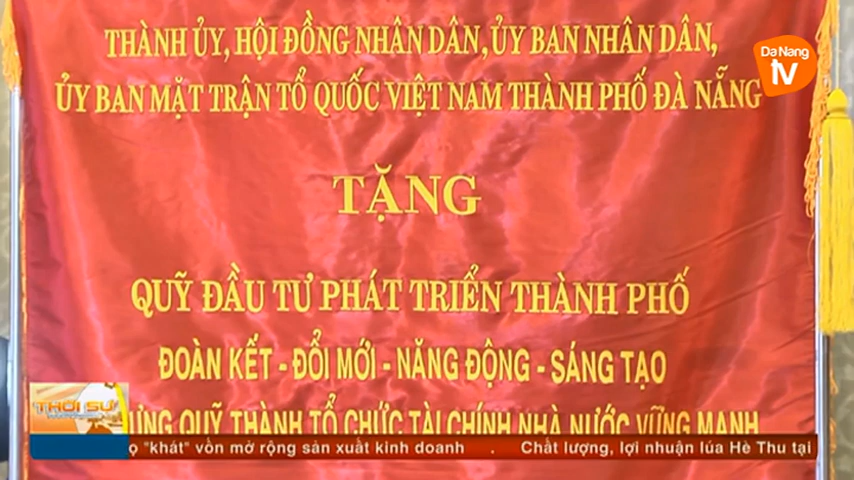 THÀNH ỦY, HỘI ĐỒNG NHÂN DÂN, ỦY BAN NHÂN DÂN,
ỦY BAN MẶT TRẬN TỔ QUỐC VIỆT NAM THÀNH PHỐ ĐÀ NẴNG
Da Nang
tv
TẶNG
QUỸ ĐẦU TƯ PHÁT TRIỂN THÀNH PHỐ
ĐOÀN KẾT - ĐỔI MỚI - NĂNG ĐỘNG - SÁNG TẠO
QUỸ THÀNH TỔ CHỨC TÀI CHÍNH NHÀ NƯỚC VỮNG MẠNH
THỜI SỰ
"khát" vốn mở rộng sản xuất kinh doanh . Chất lượng, lợi nhuận lúa Hè Thu tại